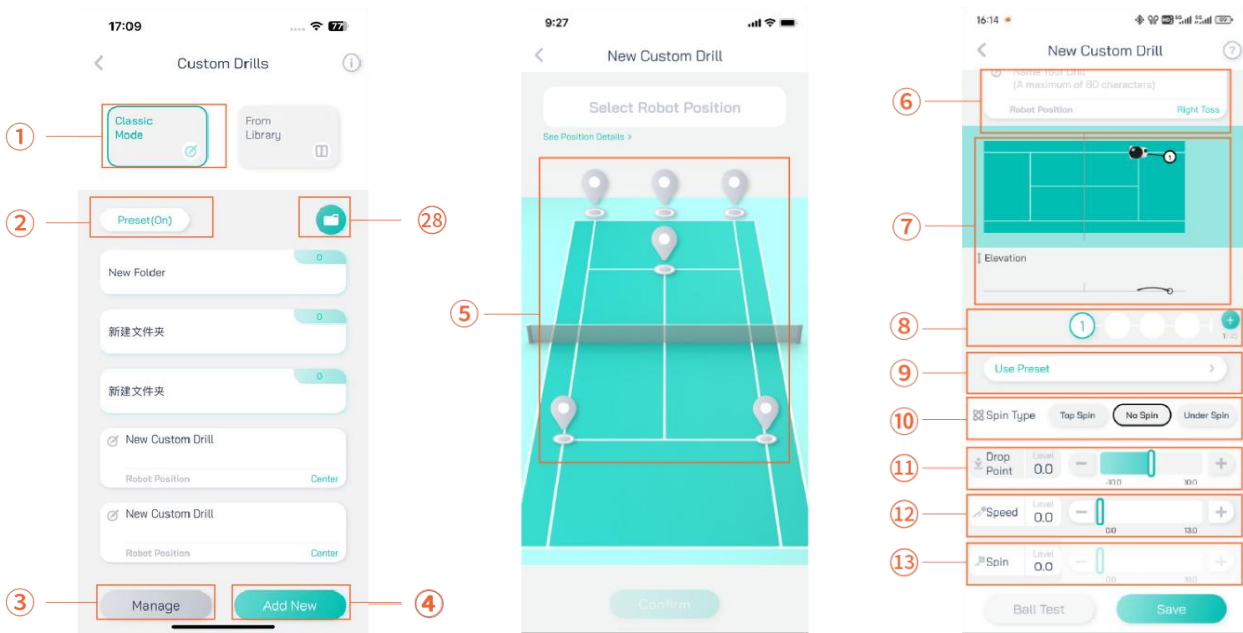 17:09
77
Custom Drills
①
Classic
Mode
From
Library
②
Preset(On)
28
New Folder
0
新建文件夹
0
新建文件夹
0
New Custom Drill
Robot Position
Center
New Custom Drill
Robot Position
Center
③
Manage
Add New
④
9:27
New Custom Drill
Select Robot Position
See Position Details >
⑤
Confirm
16:14
New Custom Drill
⑥
Name Your Drill
(A maximum of 80 characters)
Robot Position
Right Toss
1
⑦
Elevation
⑧
1
⑨
Use Preset
⑩
Spin Type
Top Spin
No Spin
Under Spin
⑪
Drop
Point
Level
0.0
-10.0
10.0
⑫
Speed
Level
0.0
0.0
13.0
⑬
Spin
Level
0.0
0.0
10.0
Ball Test
Save